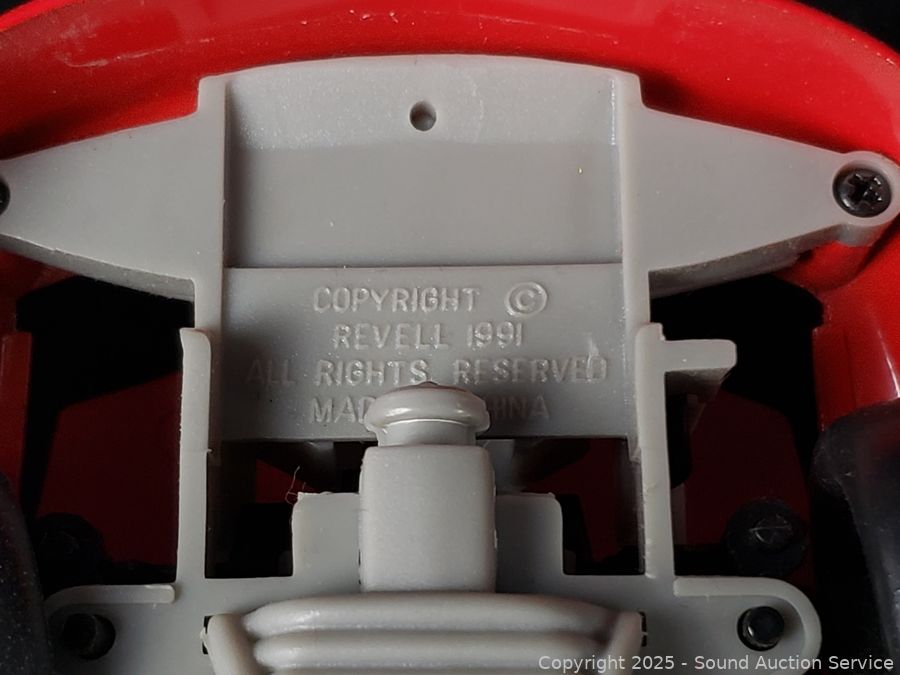 COPYRIGHT ©
REVELL 1991
ALL RIGHTS RESERVED
Copyright 2025 - Sound Auction Service